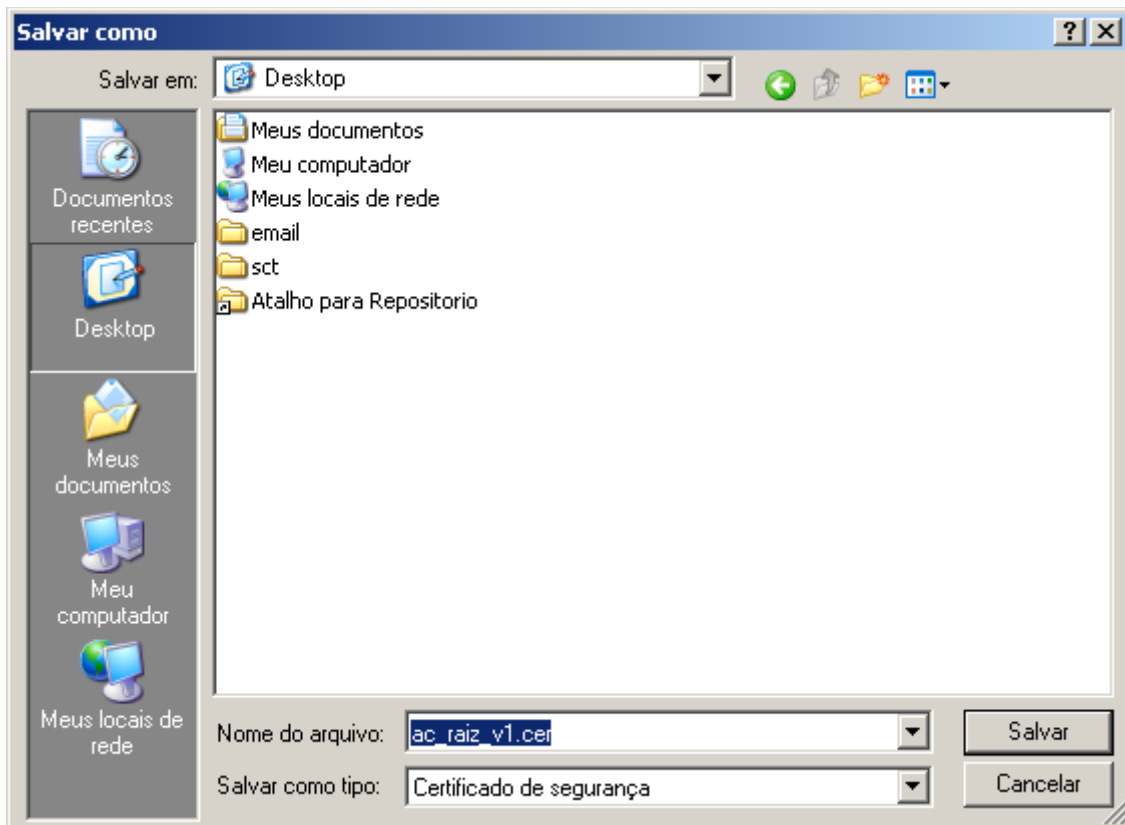 Salvar como
Salvar em:
Desktop
Documentos
recentes
Desktop
Meus
documentos
Meu
computador
Meus locais de
rede
Meus documentos
Meu computador
Meus locais de rede
email
sct
Atalho para Repositorio
Nome do arquivo:
ac_raiz_v1.cer
Salvar
Salvar como tipo:
Certificado de segurança
Cancelar